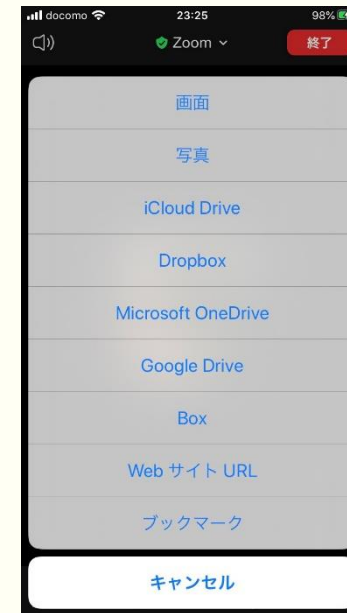 docomo 23:25 98%
Zoom 終了
画面
写真
iCloud Drive
Dropbox
Microsoft OneDrive
Google Drive
Box
Web サイト URL
ブックマーク
キャンセル